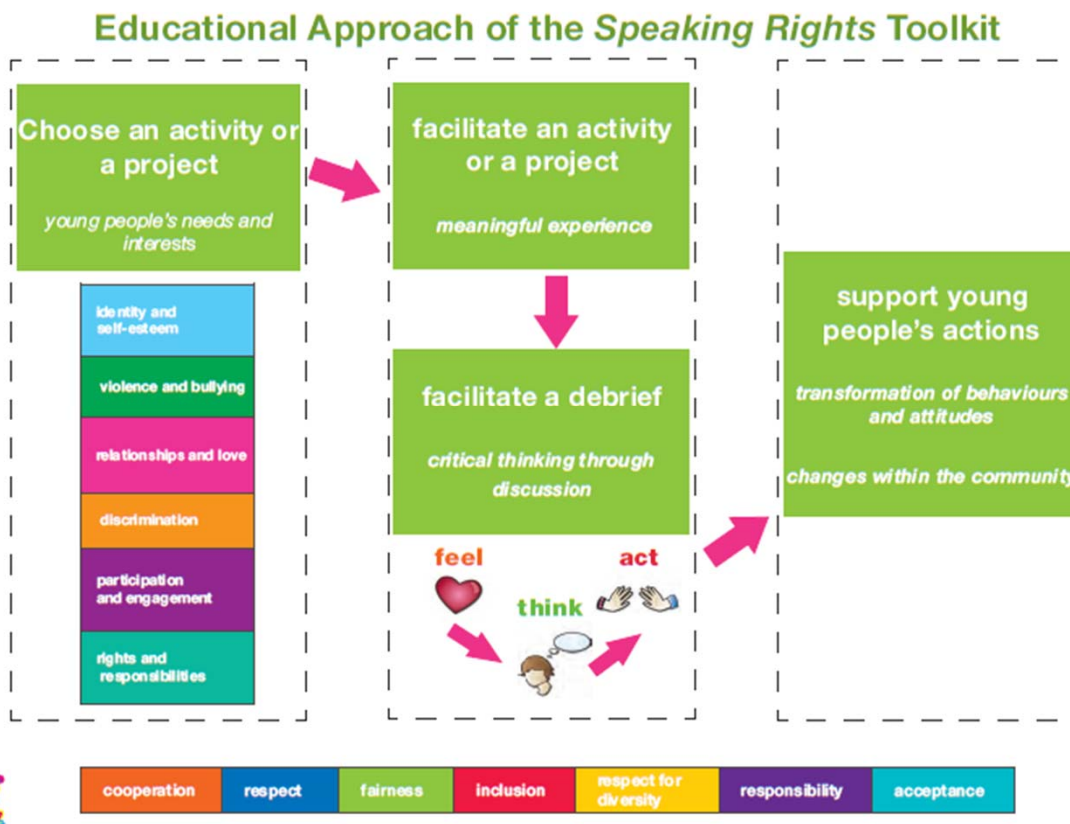 Educational Approach of the Speaking Rights Toolkit
Choose an activity or
a project
young people's needs and
interests
identity and
self-esteem
violence and bullying
relationships and love
discrimination
participation
and engagement
rights and
responsibilities
facilitate an activity
or a project
meaningful experience
facilitate a debrief
critical thinking through
discussion
feel
think
act
support young
people's actions
transformation of behaviours
and attitudes
changes within the community
cooperation
respect
fairness
inclusion
respect for
diversity
responsibility
acceptance